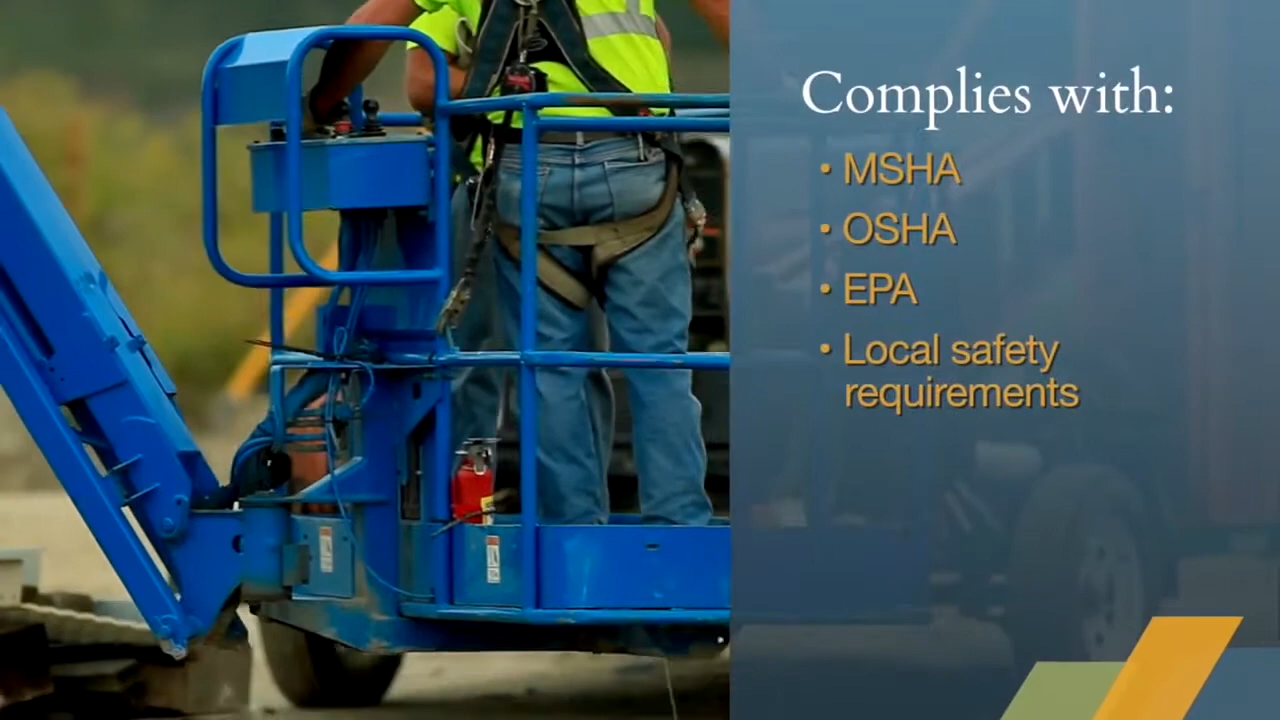 Complies with:
• MSHA
• OSHA
• EPA
• Local safety
requirements